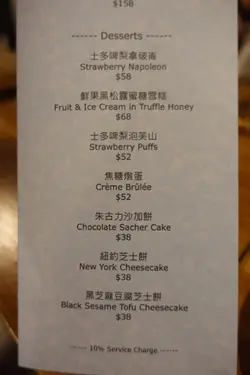 $158
------ Desserts ------
士多啤梨拿破崙
Strawberry Napoleon
$58
鮮果黑松露蜜糖雪糕
Fruit & Ice Cream in Truffle Honey
$68
士多啤梨泡芙山
Strawberry Puffs
$52
焦糖燉蛋
Crème Brûlée
$52
朱古力沙加餅
Chocolate Sacher Cake
$38
紐約芝士餅
New York Cheesecake
$38
黑芝麻豆腐芝士餅
Black Sesame Tofu Cheesecake
$38
----- 10% Service Charge -----